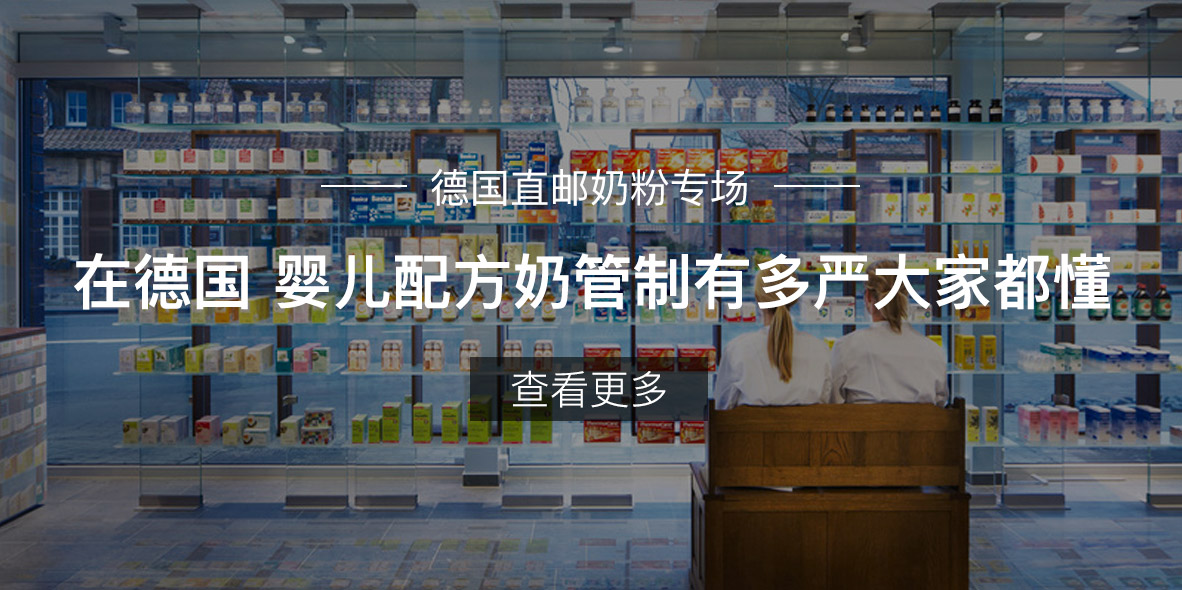 德国直邮奶粉专场
在德国 婴儿配方奶管制有多严大家都懂
查看更多